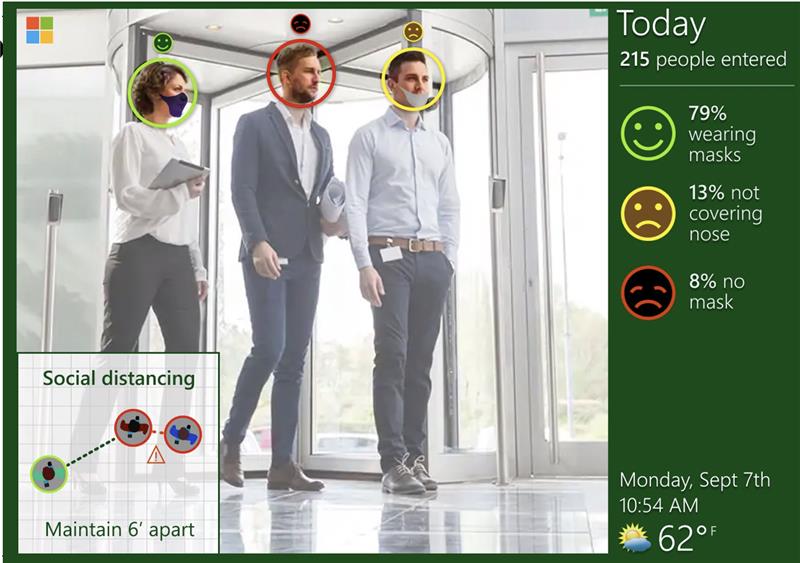 Today
215 people entered
79%
wearing
masks
13% not
covering
nose
8% no
mask
Social distancing
!
Maintain 6' apart
Monday, Sept 7th
10:54 AM
62°F